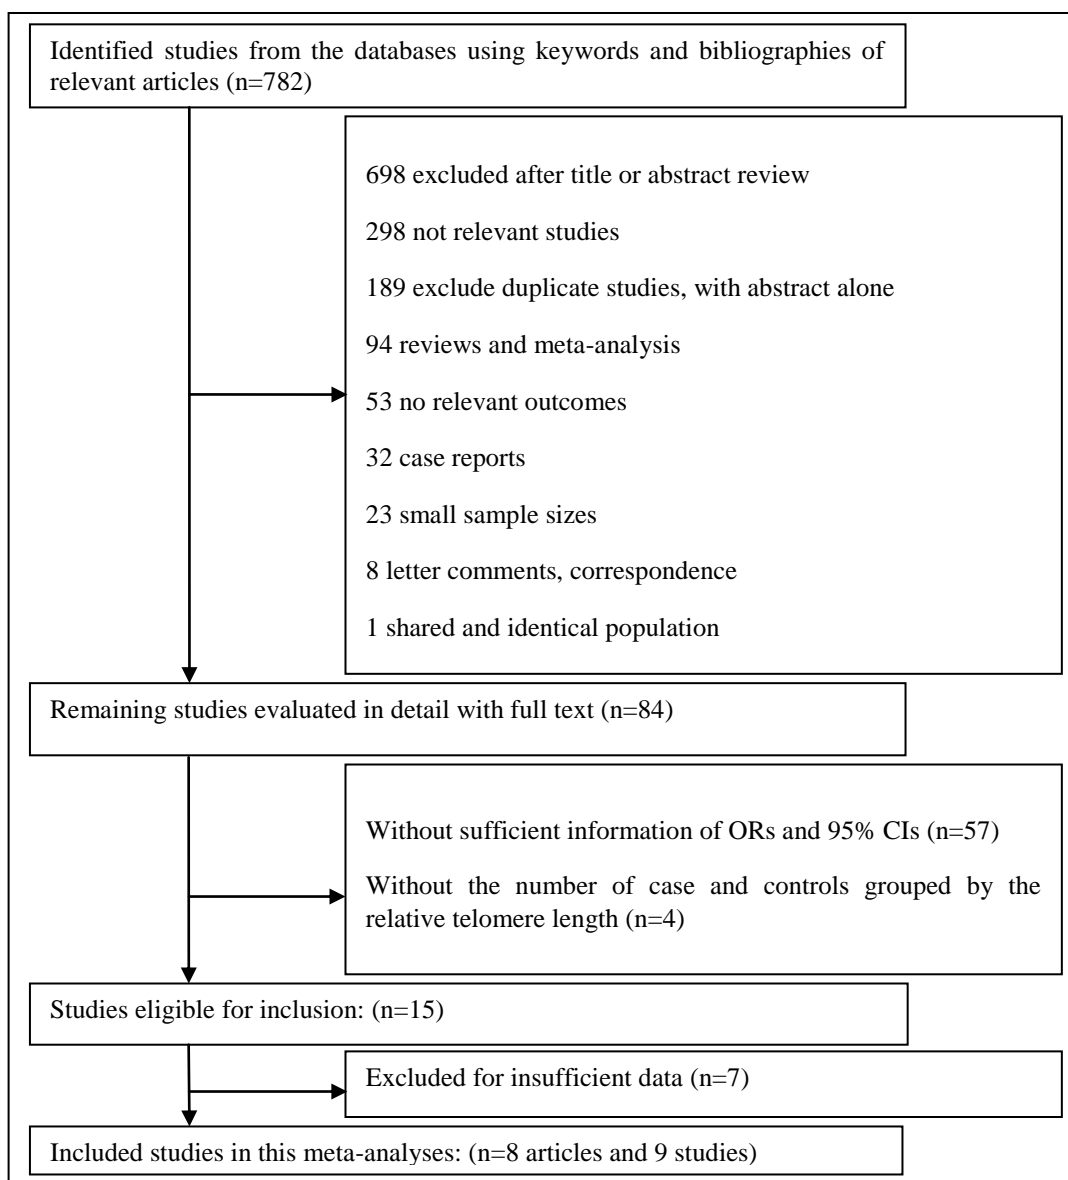 Identified studies from the databases using keywords and bibliographies of
relevant articles (n=782)
698 excluded after title or abstract review
298 not relevant studies
189 exclude duplicate studies, with abstract alone
94 reviews and meta-analysis
53 no relevant outcomes
32 case reports
23 small sample sizes
8 letter comments, correspondence
1 shared and identical population
Remaining studies evaluated in detail with full text (n=84)
Without sufficient information of ORs and 95% CIs (n=57)
Without the number of case and controls grouped by the
relative telomere length (n=4)
Studies eligible for inclusion: (n=15)
Excluded for insufficient data (n=7)
Included studies in this meta-analyses: (n=8 articles and 9 studies)